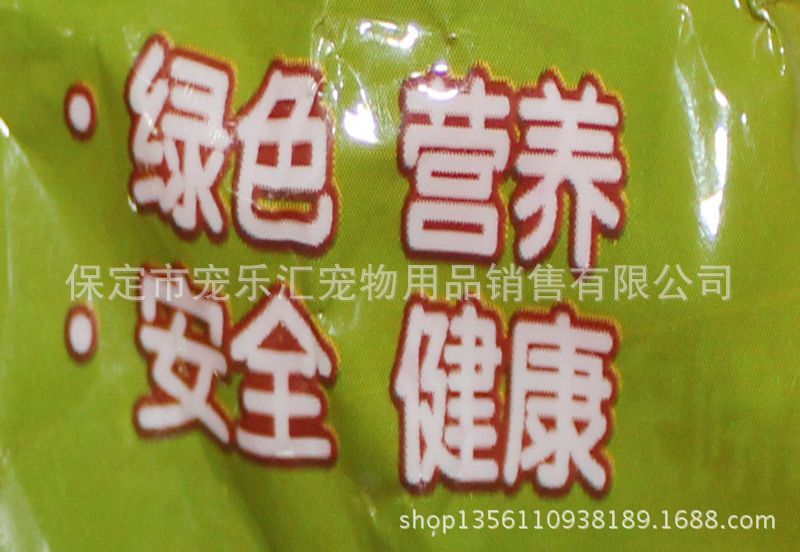 ·绿色 营养
保定市宠乐汇宠物用品销售有限公司
·安全 健康
shop1356110938189.1688.com